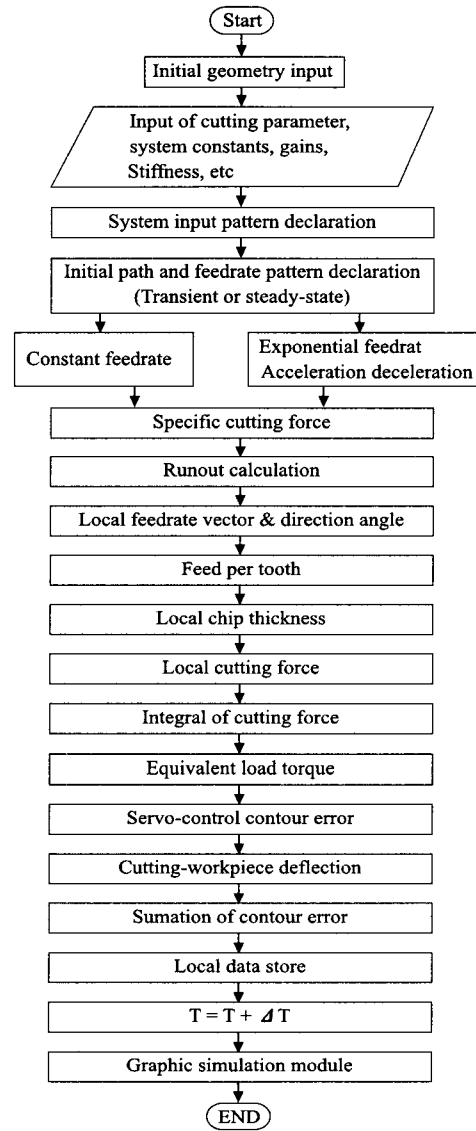 Start
Initial geometry input
Input of cutting parameter,
system constants, gains,
Stiffness, etc
System input pattern declaration
Initial path and feedrate pattern declaration
(Transient or steady-state)
Constant feedrate
Exponential feedrat
Acceleration deceleration
Specific cutting force
Runout calculation
Local feedrate vector & direction angle
Feed per tooth
Local chip thickness
Local cutting force
Integral of cutting force
Equivalent load torque
Servo-control contour error
Cutting-workpiece deflection
Sumation of contour error
Local data store
T = T + Δ T
Graphic simulation module
END